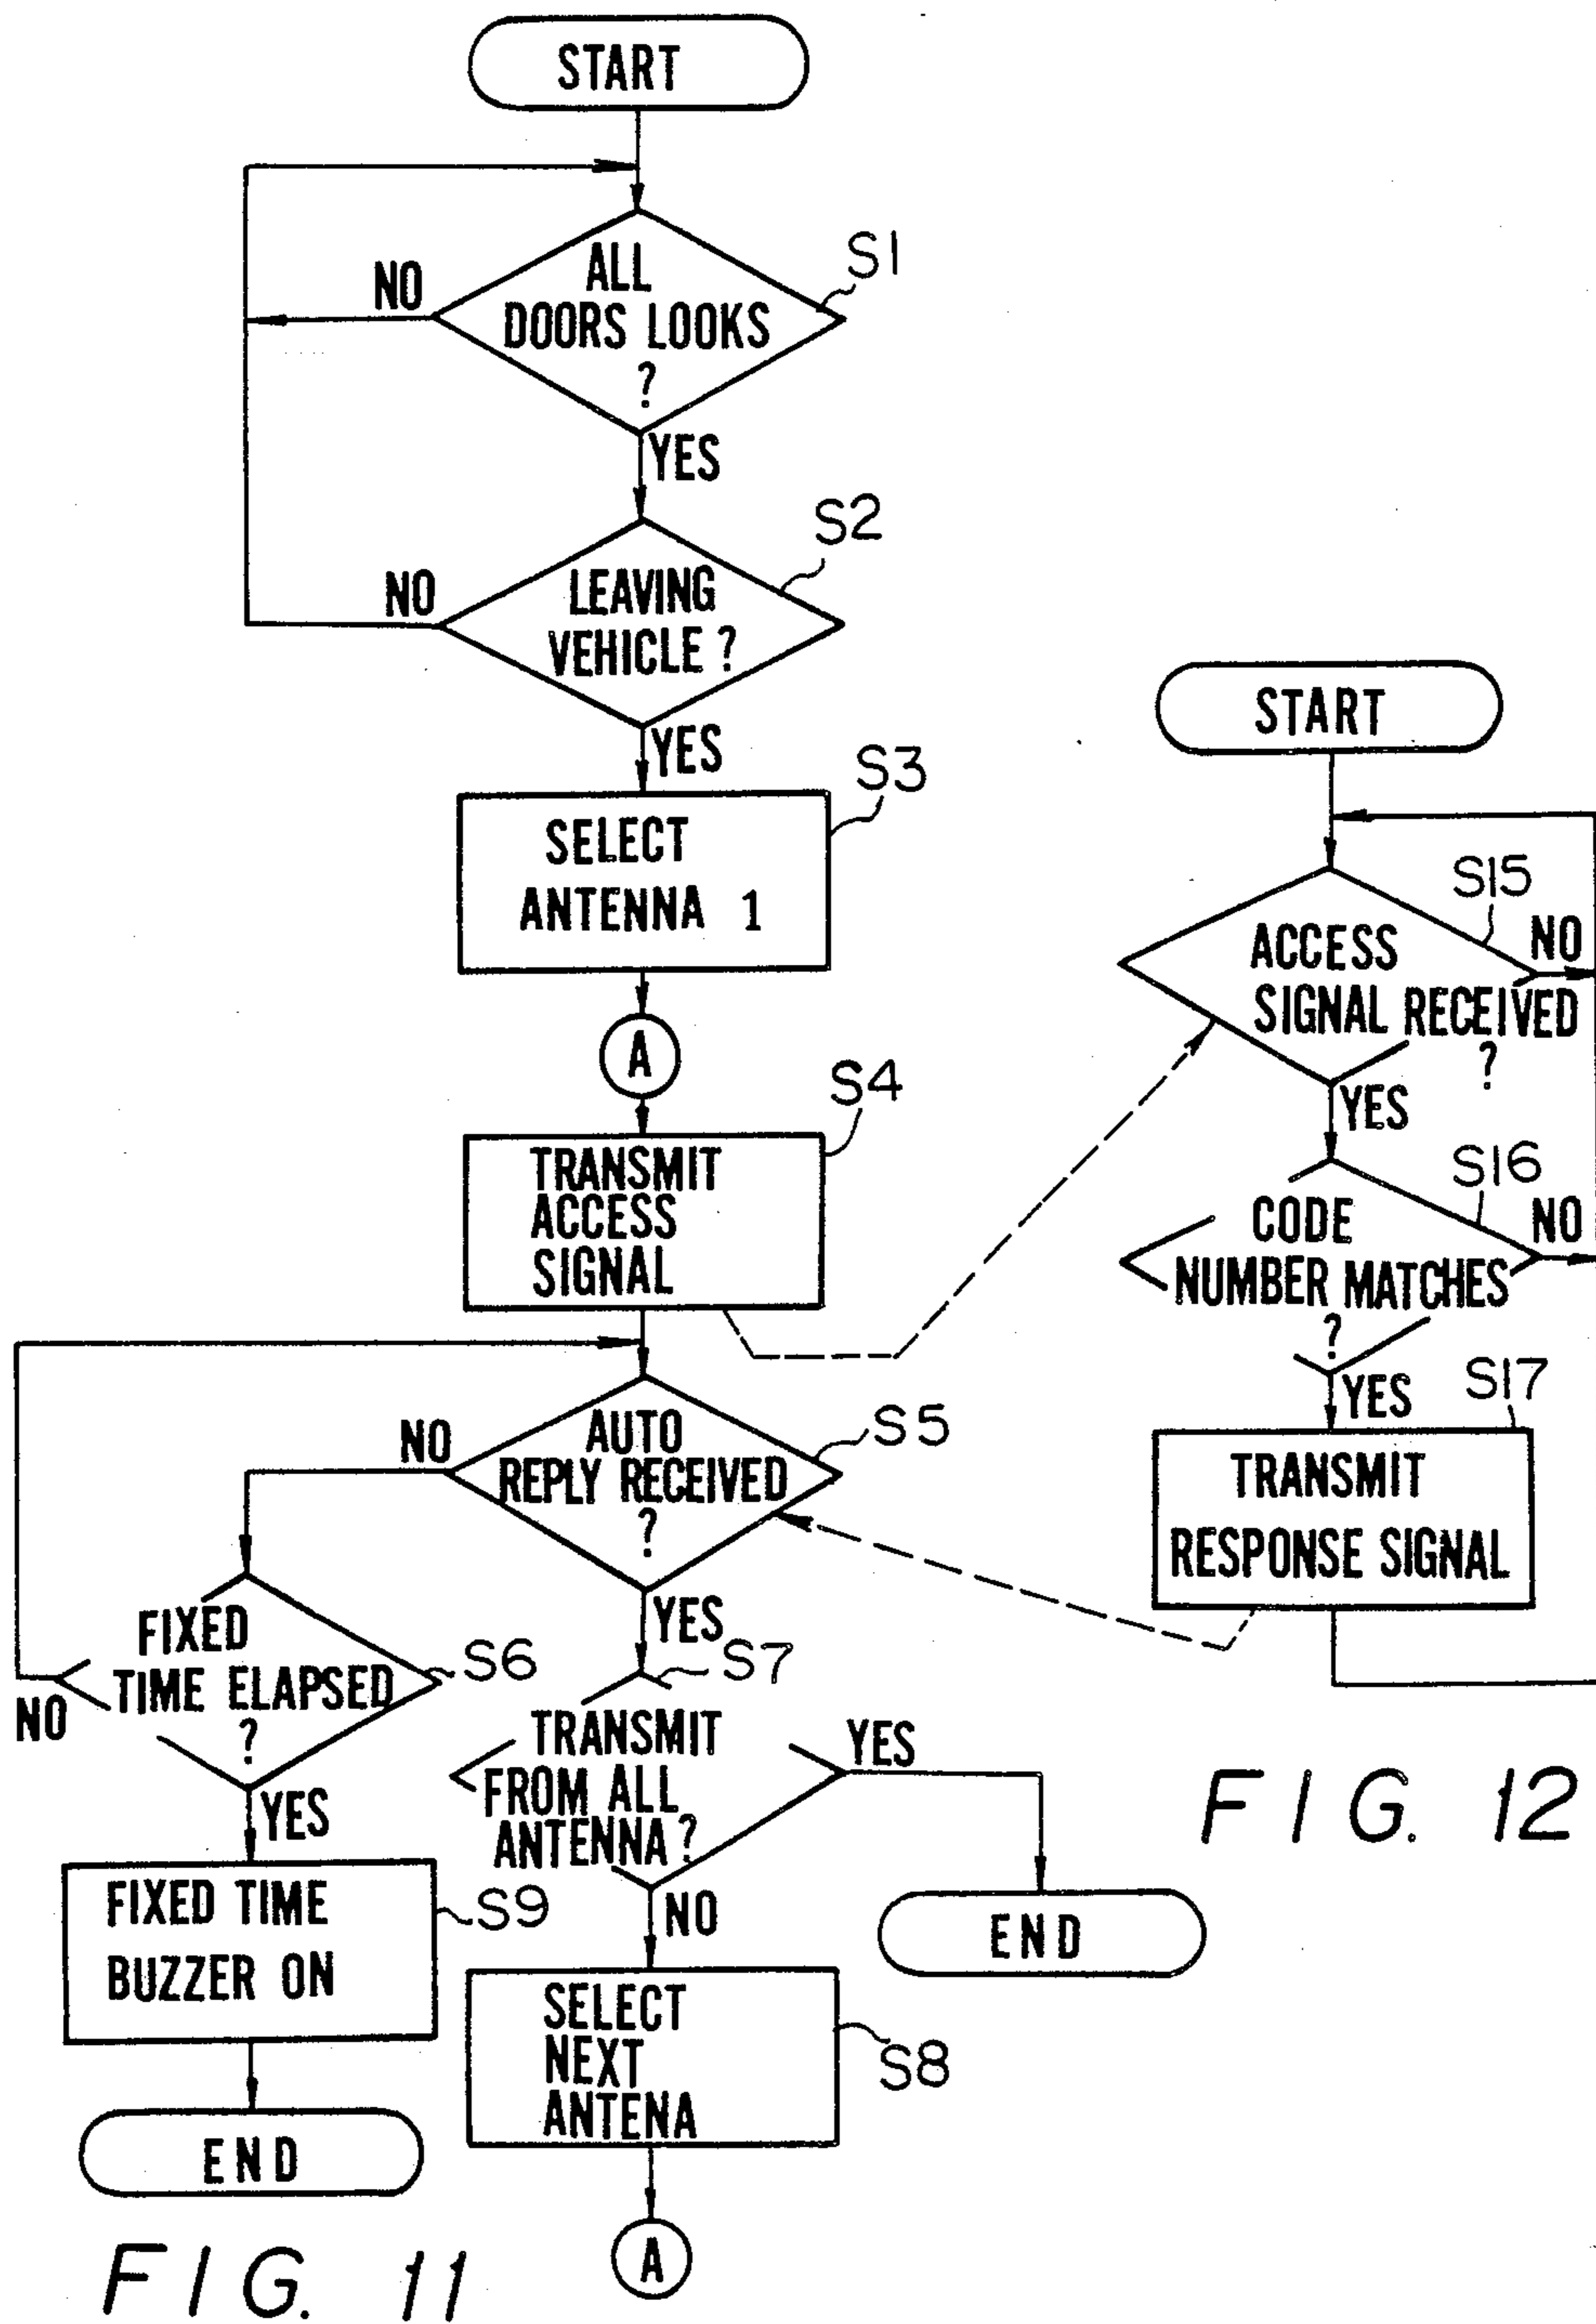 START
ALL
DOORS LOOKS
?
S1
NO
YES
LEAVING
VEHICLE ?
S2
NO
YES
SELECT
ANTENNA 1
S3
A
TRANSMIT
ACCESS
SIGNAL
S4
AUTO
REPLY RECEIVED
?
S5
NO
YES
FIXED
TIME ELAPSED
?
S6
NO
YES
S7
TRANSMIT
FROM ALL
ANTENNA ?
YES
NO
END
FIXED TIME
BUZZER ON
S9
END
SELECT
NEXT
ANTENA
S8
A
FIG. 11
START
ACCESS
SIGNAL RECEIVED
?
S15
NO
YES
CODE
NUMBER MATCHES
?
S16
NO
YES
TRANSMIT
RESPONSE SIGNAL
S17
FIG. 12